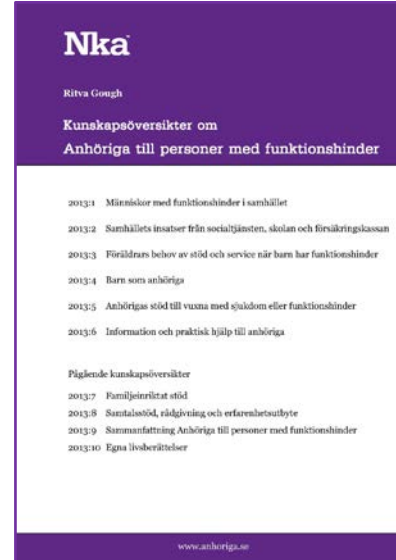 Nka
Ritva Gough
Kunskapsöversikter om
Anhöriga till personer med funktionshinder
2013:1 Människor med funktionshinder i samhället
2013:2 Samhällets insatser från socialtjänsten, skolan och försäkringskassan
2013:3 Föräldrars behov av stöd och service när barn har funktionshinder
2013:4 Barn som anhöriga
2013:5 Anhörigas stöd till vuxna med sjukdom eller funktionshinder
2013:6 Information och praktisk hjälp till anhöriga
Pågående kunskapsöversikter
2013:7 Familjeinriktat stöd
2013:8 Samtalsstöd, rådgivning och erfarenhetsutbyte
2013:9 Sammanfattning Anhöriga till personer med funktionshinder
2013:10 Egna livsberättelser
www.anhoriga.se